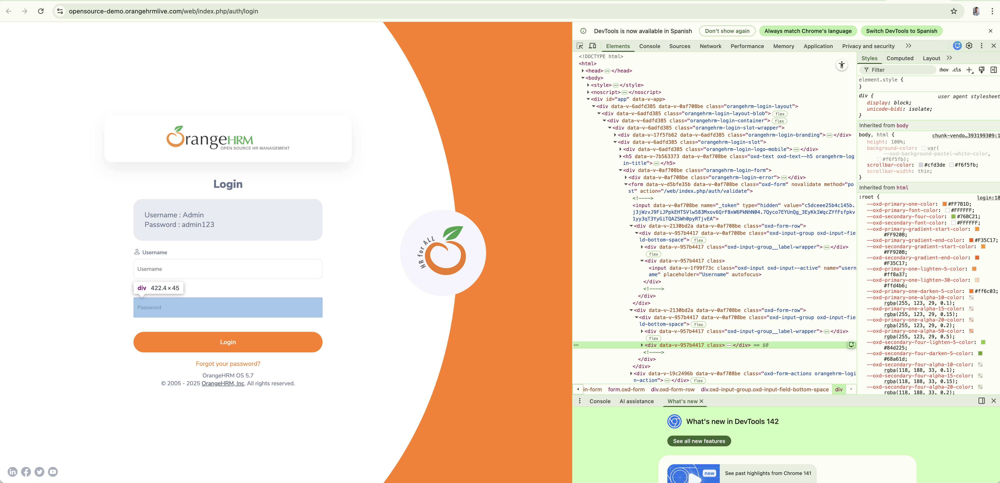 opensource-demo.orangehrmlive.com/web/index.php/auth/login
OrangeHRM
OPEN SOURCE HR MANAGEMENT
Login
Username : Admin
Password : admin123
Username
Username
div 422.4×45
Password
Login
Forgot your password?
OrangeHRM OS 5.7
© 2005 - 2025 OrangeHRM, Inc. All rights reserved.
HR for ALL
DevTools is now available in Spanish Don't show again Always match Chrome's language Switch DevTools to Spanish
Elements Console Sources Network Performance Memory Application Privacy and security
<!DOCTYPE html>
<html>
<head> </head>
<body>
<style> </style>
<noscript> </noscript>
<div id="app" data-v-app>
<div data-v-6adfd385 data-v-0af708be class="orangehrm-login-layout">
<div data-v-6adfd385 class="orangehrm-login-layout-blob"> flex
<div data-v-6adfd385 class="orangehrm-login-container"> flex
<div data-v-6adfd385 class="orangehrm-login-slot-wrapper">
<div data-v-17f5fb62 data-v-6adfd385 class="orangehrm-login-branding"> </div>
<div data-v-6adfd385 class="orangehrm-login-slot">
<div data-v-6adfd385 class="orangehrm-login-logo-mobile"> </div>
<h5 data-v-7b563373 data-v-0af708be class="oxd-text oxd-text--h5 orangehrm-log
in-title"> </h5>
<div data-v-0af708be class="orangehrm-login-form">
<div data-v-0af708be class="orangehrm-login-error"> </div>
<form data-v-d5bfe35b data-v-0af708be class="oxd-form" novalidate method="po
st" action="/web/index.php/auth/validate">
<!---->
<input data-v-0af708be name="_token" type="hidden" value="c5dceee25b4c145b.
j3jWzvJ9FiJPpkEHTSVlw583Mxov6QrF8xW6PkNhN04.7Qyco7EYUnQg_3EyKk1WqcZYfFsfpkv
1yy3qT3YyGiTQAZSWh0pyRTjvEA">
<div data-v-2130bd2a data-v-0af708be class="oxd-form-row">
<div data-v-957b4417 data-v-0af708be class="oxd-input-group oxd-input-fie
ld-bottom-space"> flex
<div data-v-957b4417 class="oxd-input-group__label-wrapper"> </div>
flex
<div data-v-957b4417 class>
<input data-v-1f99f73c class="oxd-input oxd-input--active" name="usern
ame" placeholder="Username" autofocus>
</div>
<!---->
</div>
</div>
<div data-v-2130bd2a data-v-0af708be class="oxd-form-row">
<div data-v-957b4417 data-v-0af708be class="oxd-input-group oxd-input-fie
ld-bottom-space"> flex
<div data-v-957b4417 class="oxd-input-group__label-wrapper"> </div>
flex
<div data-v-957b4417 class> </div> == $0
<!---->
</div>
</div>
<div data-v-19c2496b data-v-0af708be class="oxd-form-actions orangehrm-logi
n-action"> </div> flex
in-form form.oxd-form div.oxd-form-row div.oxd-input-group.oxd-input-field-bottom-space div
Styles Computed Layout
Filter :hov .cls
element.style {
}
div { user agent stylesheet
display: block;
unicode-bidi: isolate;
}
Inherited from body
body, html { chunk-vendo…393199309:1
height: 100%;
background-color: var(
--oxd-background-pastel-white-color,
#f6f5fb);
scrollbar-color: #cfd3de #f6f5fb;
scrollbar-width: thin;
}
Inherited from html
:root { login:18
--oxd-primary-one-color: #FF7B1D;
--oxd-primary-font-color: #FFFFFF;
--oxd-secondary-four-color: #76BC21;
--oxd-secondary-font-color: #FFFFFF;
--oxd-primary-gradient-start-color:
#FF920B;
--oxd-primary-gradient-end-color: #F35C17;
--oxd-secondary-gradient-start-color:
#FF920B;
--oxd-secondary-gradient-end-color:
#F35C17;
--oxd-primary-one-lighten-5-color:
#ff8a37;
--oxd-primary-one-lighten-30-color:
#ffd4b6;
--oxd-primary-one-darken-5-color: #ff6c03;
--oxd-primary-one-alpha-10-color:
rgba(255, 123, 29, 0.1);
--oxd-primary-one-alpha-15-color:
rgba(255, 123, 29, 0.15);
--oxd-primary-one-alpha-20-color:
rgba(255, 123, 29, 0.2);
--oxd-primary-one-alpha-50-color:
rgba(255, 123, 29, 0.5);
--oxd-secondary-four-lighten-5-color:
#84d225;
--oxd-secondary-four-darken-5-color:
#68a61d;
--oxd-secondary-four-alpha-10-color:
rgba(118, 188, 33, 0.1);
--oxd-secondary-four-alpha-15-color:
rgba(118, 188, 33, 0.15);
--oxd-secondary-four-alpha-20-color:
rgba(118, 188, 33, 0.2);
Console AI assistance What's new
What's new in DevTools 142
See all new features
new
See past highlights from Chrome 141